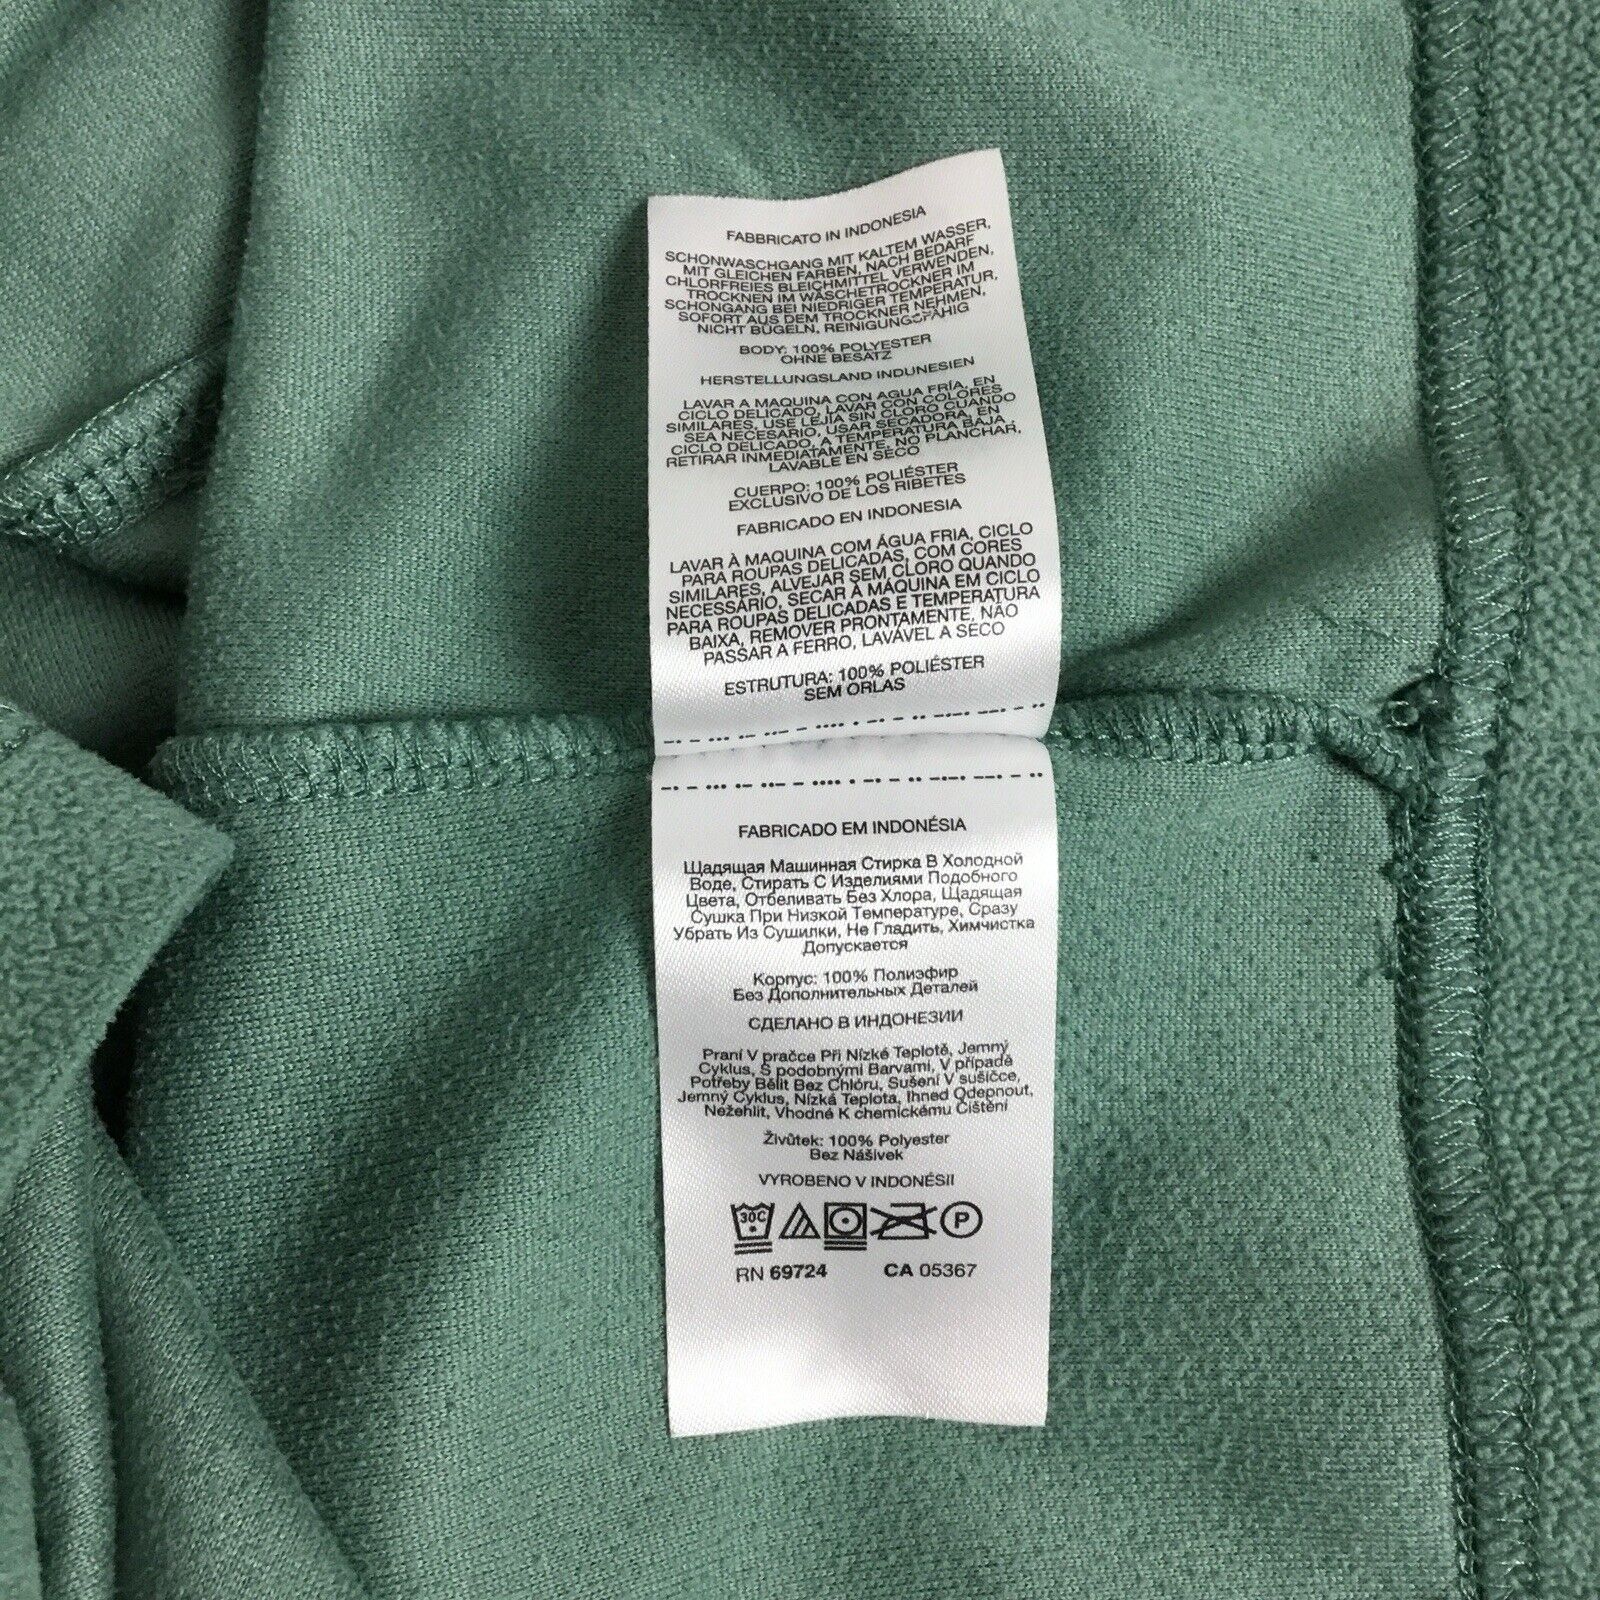 FABBRICATO IN INDONESIA
SCHONWASCHGANG MIT KALTEM WASSER,
MIT GLEICHEN FARBEN, NACH BEDARF
CHLORFREIES BLEICHMITTEL VERWENDEN,
TROCKNEN IM WÄSCHETROCKNER IM
SCHONGANG BEI NIEDRIGER TEMPERATUR,
SOFORT AUS DEM TROCKNER NEHMEN,
NICHT BÜGELN, REINIGUNGSFÄHIG
BODY: 100% POLYESTER
OHNE BESATZ
HERSTELLUNGSLAND INDUNESIEN
LAVAR A MAQUINA CON AGUA FRÍA, EN
CICLO DELICADO, LAVAR CON COLORES
SIMILARES, USE LEJÍA SIN CLORO CUANDO
SEA NECESARIO, USAR SECADORA, EN
CICLO DELICADO, A TEMPERATURA BAJA,
RETIRAR INMEDIATAMENTE, NO PLANCHAR,
LAVABLE EN SECO
CUERPO: 100% POLIÉSTER
EXCLUSIVO DE LOS RIBETES
FABRICADO EN INDONESIA
LAVAR À MAQUINA COM ÁGUA FRIA, CICLO
PARA ROUPAS DELICADAS, COM CORES
SIMILARES, ALVEJAR SEM CLORO QUANDO
NECESSÁRIO, SECAR À MÁQUINA EM CICLO
PARA ROUPAS DELICADAS E TEMPERATURA
BAIXA, REMOVER PRONTAMENTE, NÃO
PASSAR A FERRO, LAVÁVEL A SECO
ESTRUTURA: 100% POLIÉSTER
SEM ORLAS
FABRICADO EM INDONÉSIA
Щадящая Машинная Стирка В Холодной
Воде, Стирать С Изделиями Подобного
Цвета, Отбеливать Без Хлора, Щадящая
Сушка При Низкой Температуре, Сразу
Убрать Из Сушилки, Не Гладить, Химчистка
Допускается
Корпус: 100% Полиэфир
Без Дополнительных Деталей
СДЕЛАНО В ИНДОНЕЗИИ
Praní V pračce Při Nízké Teplotě, Jemný
Cyklus, S podobnými Barvami, V případě
Potřeby Bělit Bez Chlóru, Sušení V sušičce,
Jemný Cyklus, Nízká Teplota, Ihned Odepnout,
Nežehlit, Vhodné K chemickému Čištění
Živůtek: 100% Polyester
Bez Nášivek
VYROBENO V INDONÉSII
30C P
RN 69724 CA 05367